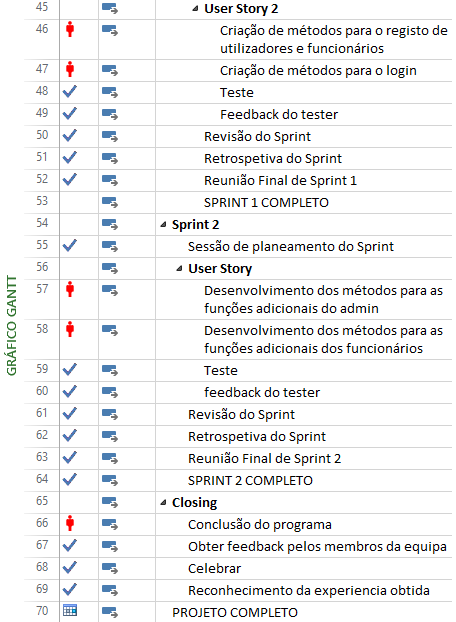 GRÁFICO GANTT
45 User Story 2
46 Criação de métodos para o registo de
utilizadores e funcionários
47 Criação de métodos para o login
48 Teste
49 Feedback do tester
50 Revisão do Sprint
51 Retrospetiva do Sprint
52 Reunião Final de Sprint 1
53 SPRINT 1 COMPLETO
54 Sprint 2
55 Sessão de planeamento do Sprint
56 User Story
57 Desenvolvimento dos métodos para as
funções adicionais do admin
58 Desenvolvimento dos métodos para as
funções adicionais dos funcionários
59 Teste
60 feedback do tester
61 Revisão do Sprint
62 Retrospetiva do Sprint
63 Reunião Final de Sprint 2
64 SPRINT 2 COMPLETO
65 Closing
66 Conclusão do programa
67 Obter feedback pelos membros da equipa
68 Celebrar
69 Reconhecimento da experiencia obtida
70 PROJETO COMPLETO